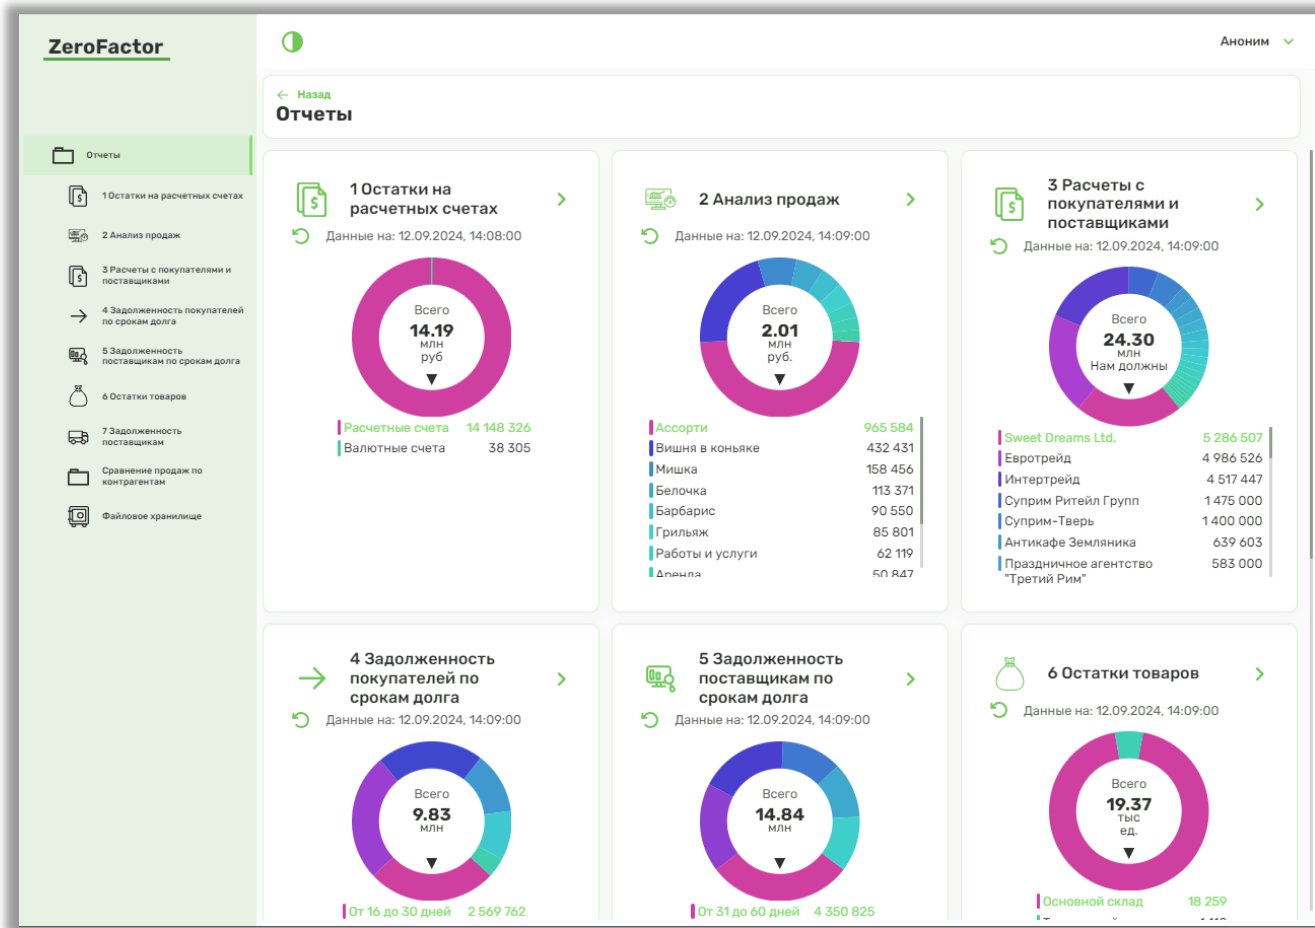 ZeroFactor
Аноним
Назад
Отчеты
Отчеты
1 Остатки на расчетных счетах
2 Анализ продаж
3 Расчеты с покупателями и
поставщиками
4 Задолженность покупателей
по срокам долга
5 Задолженность
поставщикам по срокам долга
6 Остатки товаров
7 Задолженность
поставщикам
Сравнение продаж по
контрагентам
Файловое хранилище
1 Остатки на
расчетных счетах
Данные на: 12.09.2024, 14:08:00
Всего
14.19
млн
руб
Расчетные счета 14 148 326
Валютные счета 38 305
2 Анализ продаж
Данные на: 12.09.2024, 14:09:00
Всего
2.01
млн
руб.
Ассорти 965 584
Вишня в коньяке 432 431
Мишка 158 456
Белочка 113 371
Барбарис 90 550
Грильяж 85 801
Работы и услуги 62 119
Аренда 50 847
3 Расчеты с
покупателями и
поставщиками
Данные на: 12.09.2024, 14:09:00
Всего
24.30
млн
Нам должны
Sweet Dreams Ltd. 5 286 507
Евротрейд 4 986 526
Интертрейд 4 517 447
Суприм Ритейл Групп 1 475 000
Суприм-Тверь 1 400 000
Антикафе Земляника 639 603
Праздничное агентство 583 000
"Третий Рим"
4 Задолженность
покупателей по
срокам долга
Данные на: 12.09.2024, 14:09:00
Всего
9.83
млн
От 16 до 30 дней 2 569 762
5 Задолженность
поставщикам по
срокам долга
Данные на: 12.09.2024, 14:09:00
Всего
14.84
млн
От 31 до 60 дней 4 350 825
6 Остатки товаров
Данные на: 12.09.2024, 14:09:00
Всего
19.37
тыс
ед.
Основной склад 18 259